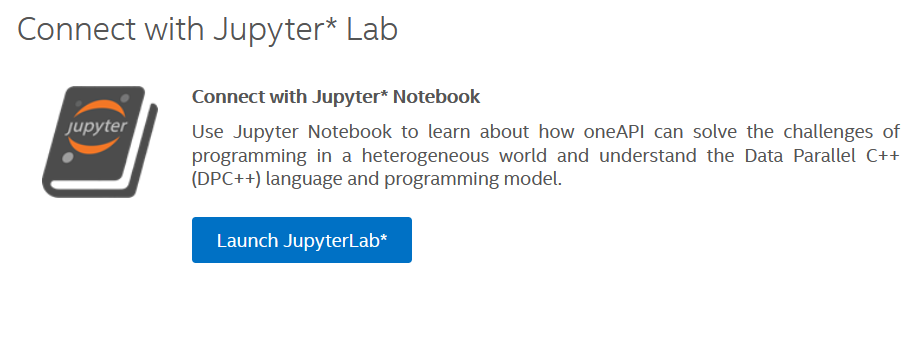 Connect with Jupyter* Lab
jupyter
Connect with Jupyter* Notebook
Use Jupyter Notebook to learn about how oneAPI can solve the challenges of
programming in a heterogeneous world and understand the Data Parallel C++
(DPC++) language and programming model.
Launch JupyterLab*